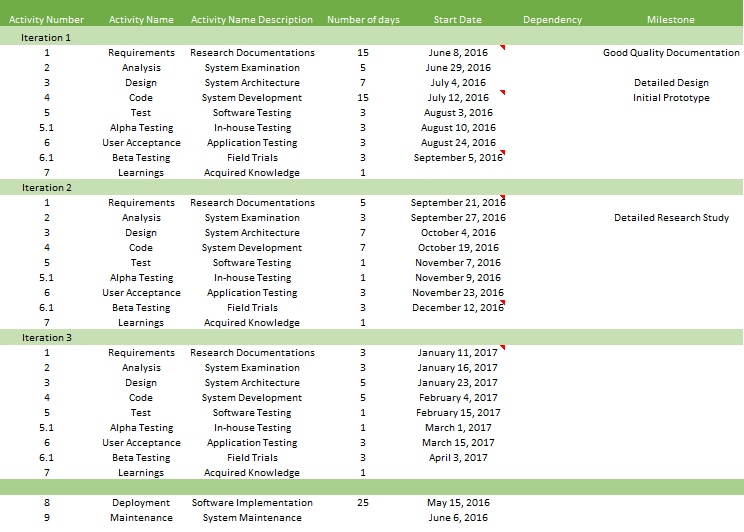 Activity Number Activity Name Activity Name Description Number of days Start Date Dependency Milestone
Iteration 1
1 Requirements Research Documentations 15 June 8, 2016 Good Quality Documentation
2 Analysis System Examination 5 June 29, 2016
3 Design System Architecture 7 July 4, 2016 Detailed Design
4 Code System Development 15 July 12, 2016 Initial Prototype
5 Test Software Testing 3 August 3, 2016
5.1 Alpha Testing In-house Testing 3 August 10, 2016
6 User Acceptance Application Testing 3 August 24, 2016
6.1 Beta Testing Field Trials 3 September 5, 2016
7 Learnings Acquired Knowledge 1
Iteration 2
1 Requirements Research Documentations 5 September 21, 2016
2 Analysis System Examination 3 September 27, 2016 Detailed Research Study
3 Design System Architecture 7 October 4, 2016
4 Code System Development 7 October 19, 2016
5 Test Software Testing 1 November 7, 2016
5.1 Alpha Testing In-house Testing 1 November 9, 2016
6 User Acceptance Application Testing 3 November 23, 2016
6.1 Beta Testing Field Trials 3 December 12, 2016
7 Learnings Acquired Knowledge 1
Iteration 3
1 Requirements Research Documentations 3 January 11, 2017
2 Analysis System Examination 3 January 16, 2017
3 Design System Architecture 5 January 23, 2017
4 Code System Development 5 February 4, 2017
5 Test Software Testing 1 February 15, 2017
5.1 Alpha Testing In-house Testing 1 March 1, 2017
6 User Acceptance Application Testing 3 March 15, 2017
6.1 Beta Testing Field Trials 3 April 3, 2017
7 Learnings Acquired Knowledge 1
8 Deployment Software Implementation 25 May 15, 2016
9 Maintenance System Maintenance June 6, 2016